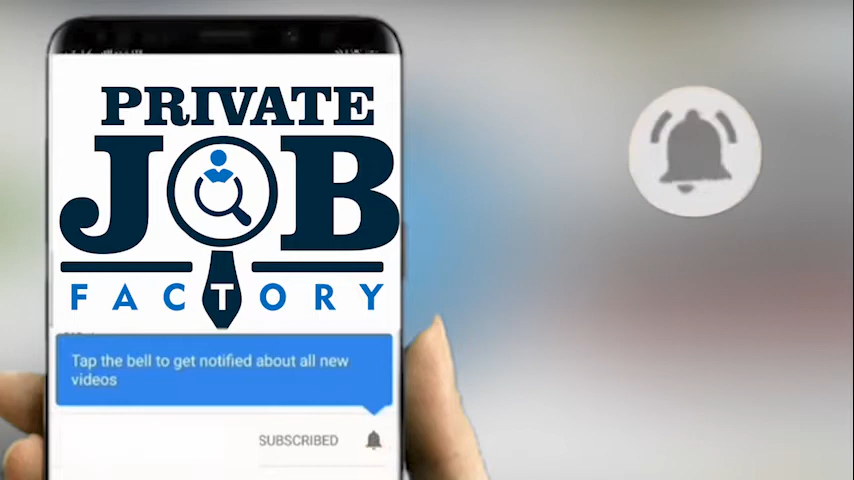 PRIVATE
JOB
FACTORY
Tap the bell to get notified about all new
videos
SUBSCRIBED